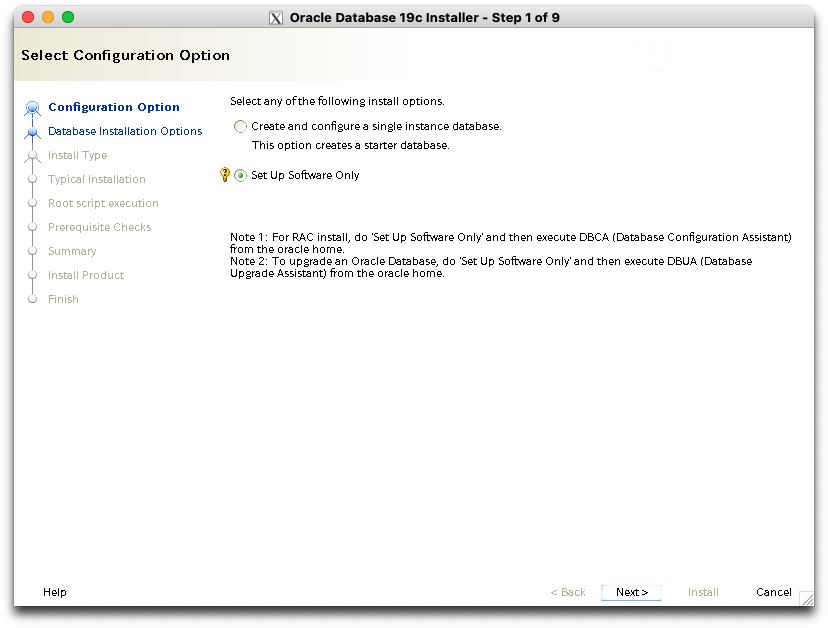 Oracle Database 19c Installer - Step 1 of 9
Select Configuration Option
Configuration Option
Database Installation Options
Install Type
Typical Installation
Root script execution
Prerequisite Checks
Summary
Install Product
Finish
Select any of the following install options.
Create and configure a single instance database.
This option creates a starter database.
Set Up Software Only
Note 1: For RAC install, do 'Set Up Software Only' and then execute DBCA (Database Configuration Assistant)
from the oracle home.
Note 2: To upgrade an Oracle Database, do 'Set Up Software Only' and then execute DBUA (Database
Upgrade Assistant) from the oracle home.
Help
< Back
Next >
Install
Cancel